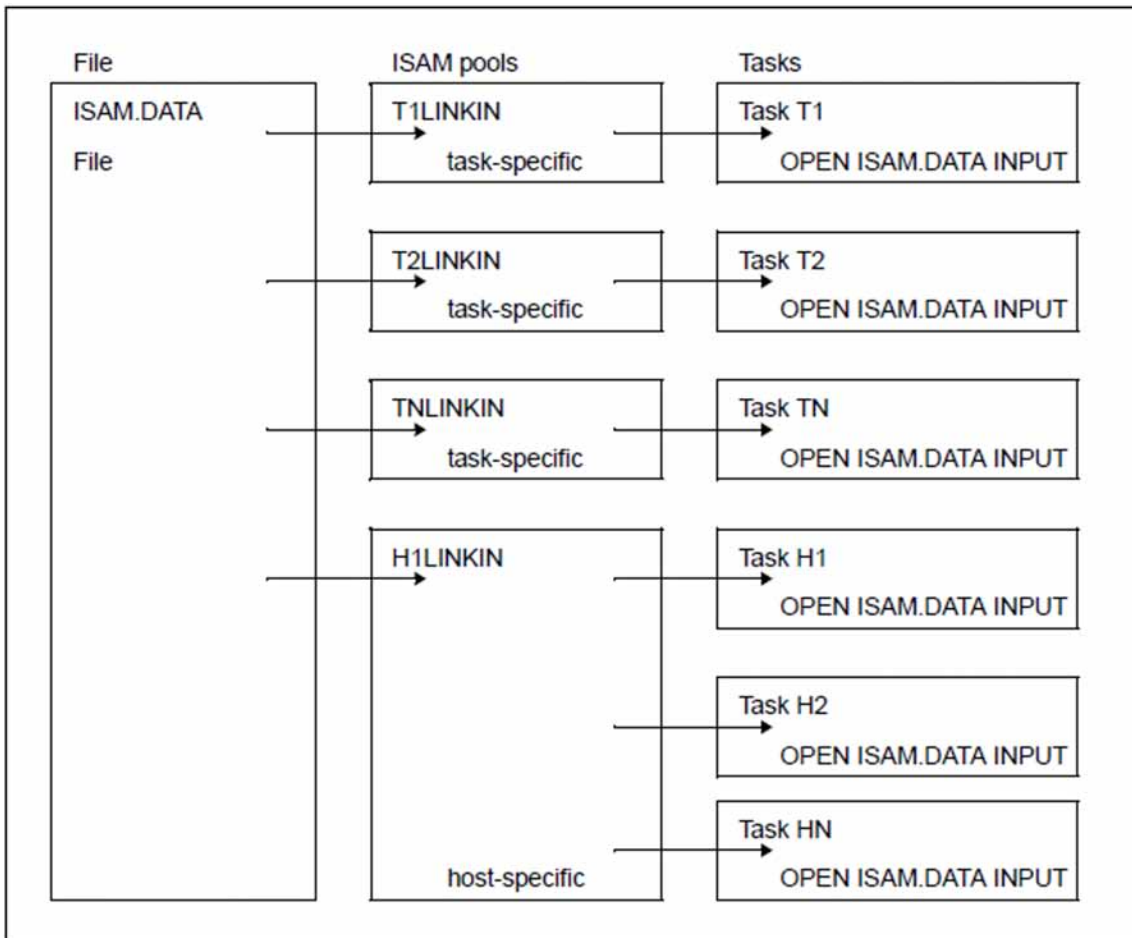 File
ISAM pools
Tasks
ISAM.DATA
File
T1LINKIN
task-specific
Task T1
OPEN ISAM.DATA INPUT
T2LINKIN
task-specific
Task T2
OPEN ISAM.DATA INPUT
TNLINKIN
task-specific
Task TN
OPEN ISAM.DATA INPUT
H1LINKIN
host-specific
Task H1
OPEN ISAM.DATA INPUT
Task H2
OPEN ISAM.DATA INPUT
Task HN
OPEN ISAM.DATA INPUT